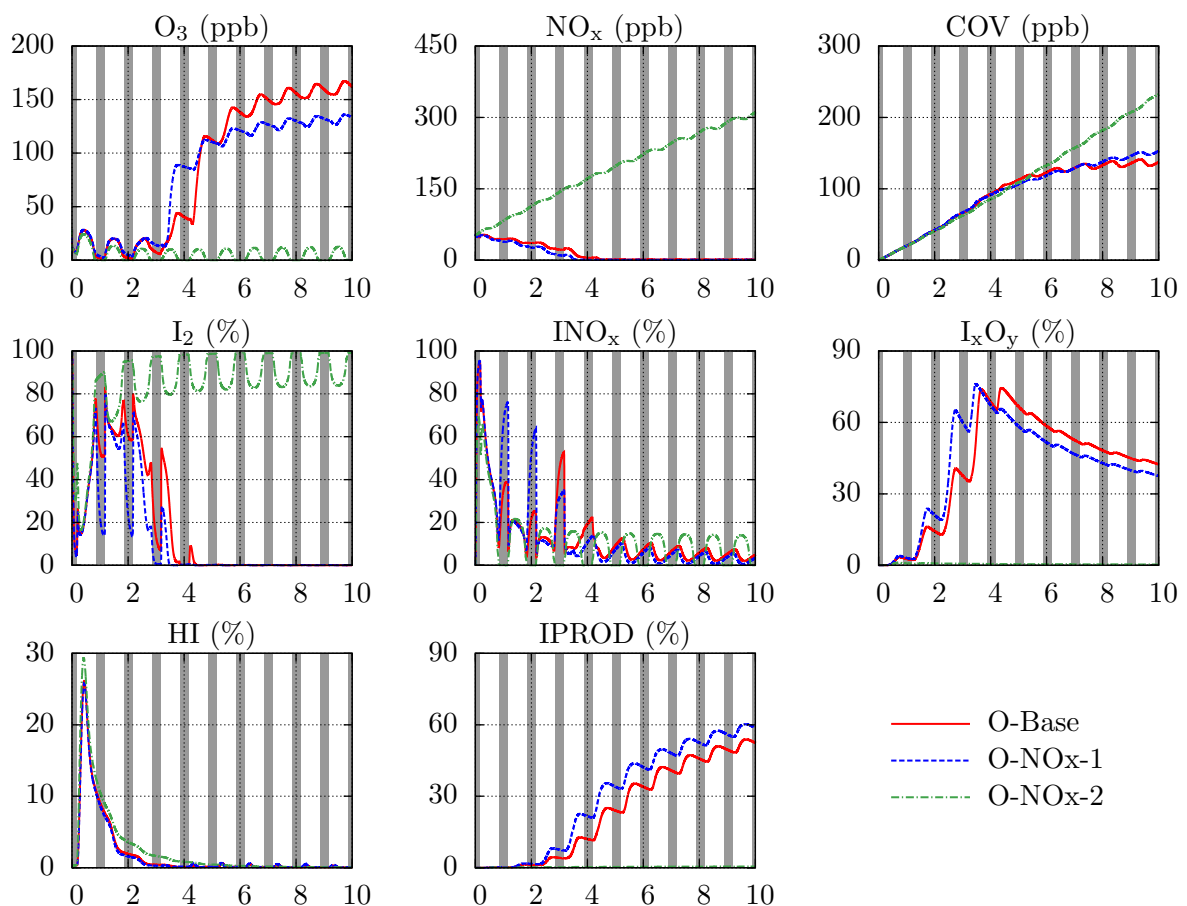 O₃ (ppb) NOₓ (ppb) COV (ppb)
200 450 300
150
300 200
100
150 100
50
0 0 0
0 2 4 6 8 10 0 2 4 6 8 10 0 2 4 6 8 10
I₂ (%) INOₓ (%) IₓOᵧ (%)
100 100 90
80 80
60 60 60
40 40
30
20 20
0 0 0
0 2 4 6 8 10 0 2 4 6 8 10 0 2 4 6 8 10
HI (%) IPROD (%)
30 90
20 60
10 30
0 0
0 2 4 6 8 10 0 2 4 6 8 10
O-Base
O-NOx-1
O-NOx-2